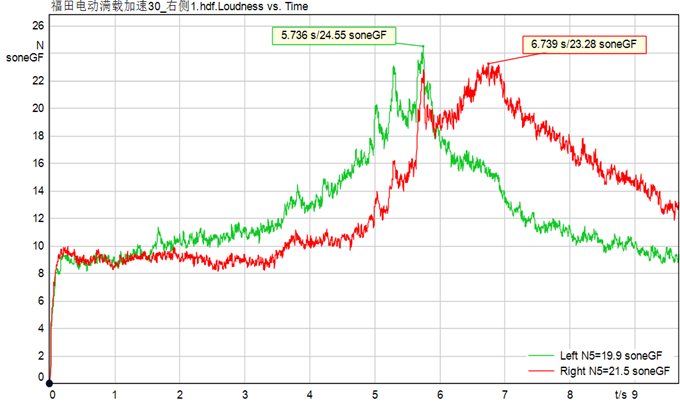 福田电动满载加速30_右侧1.hdf.Loudness vs. Time
26
N
soneGF
22
20
18
16
14
12
10
8
6
4
2
0
5.736 s/24.55 soneGF
6.739 s/23.28 soneGF
Left N5=19.9 soneGF
Right N5=21.5 soneGF
0 1 2 3 4 5 6 7 8 t/s 9